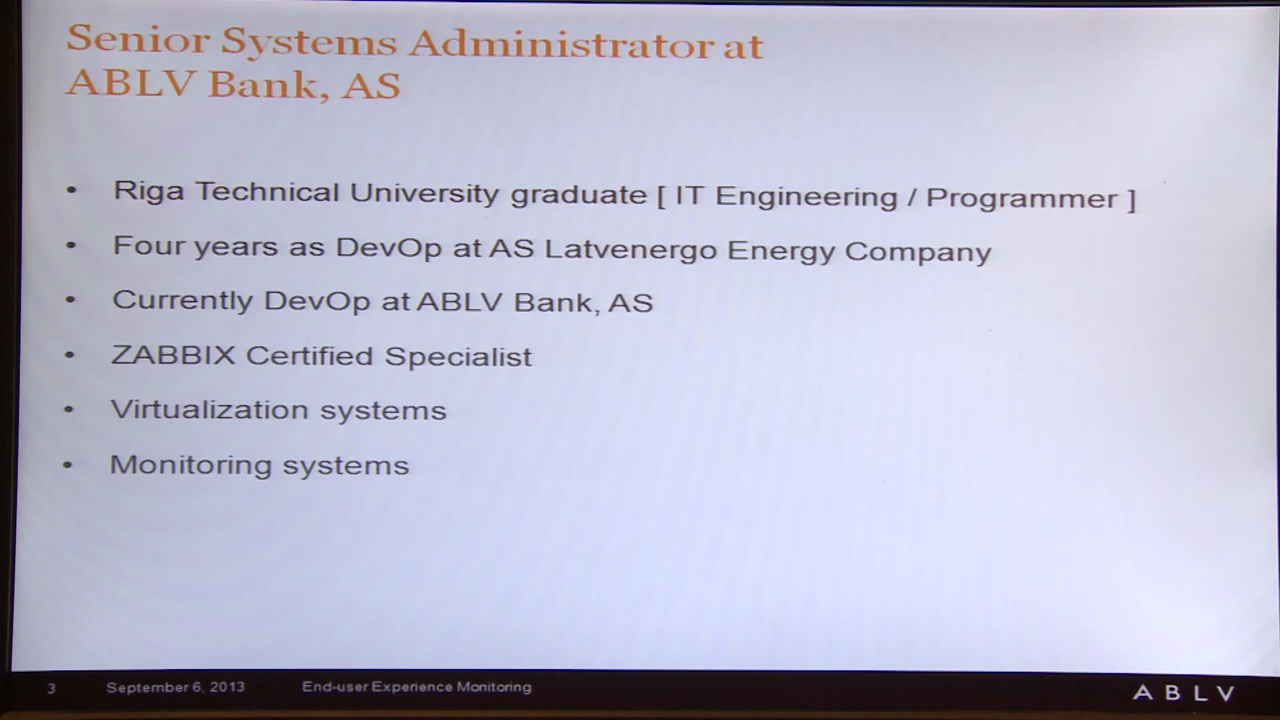 Senior Systems Administrator at
ABLV Bank, AS
• Riga Technical University graduate [ IT Engineering / Programmer ]
• Four years as DevOp at AS Latvenergo Energy Company
• Currently DevOp at ABLV Bank, AS
• ZABBIX Certified Specialist
• Virtualization systems
• Monitoring systems
3 September 6, 2013 End-user Experience Monitoring ABLV